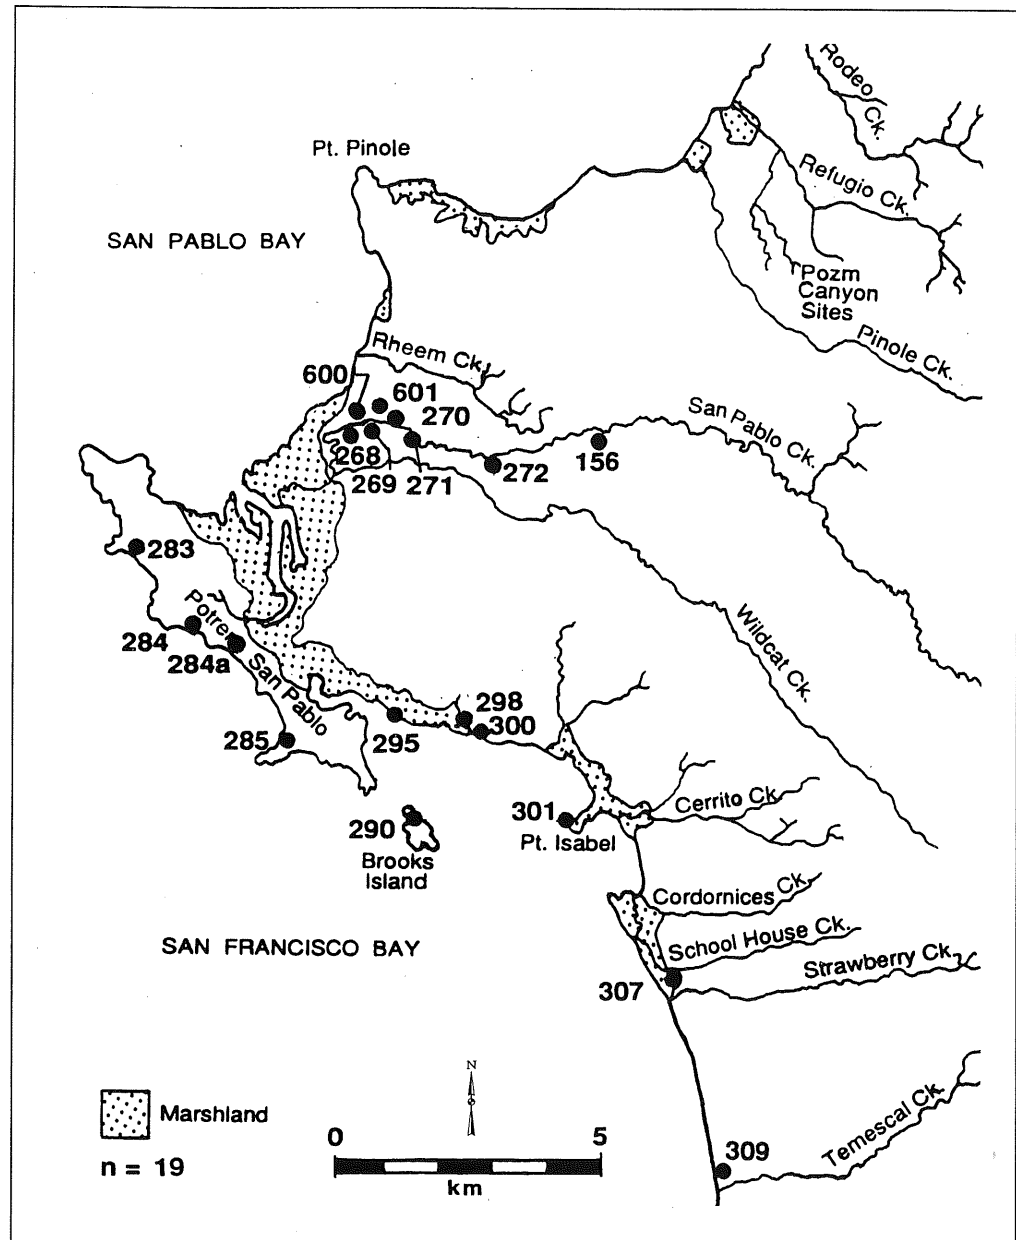 Rodeo
Ck.
Pt. Pinole
Refugio Ck.
SAN PABLO BAY
Pozm
Canyon
Sites
Pinole Ck.
Rheem Ck.
600
601
270
San Pablo Ck.
268
269
271
272
156
283
Potrero
San Pablo
284
284a
Wildcat Ck.
298
300
285
295
301
Cerrito Ck
Pt. Isabel
290
Brooks
Island
Cordornices Ck.
SAN FRANCISCO BAY
School House Ck.
Strawberry Ck.
307
N
Marshland
0 5
309
Temescal Ck.
n = 19
km